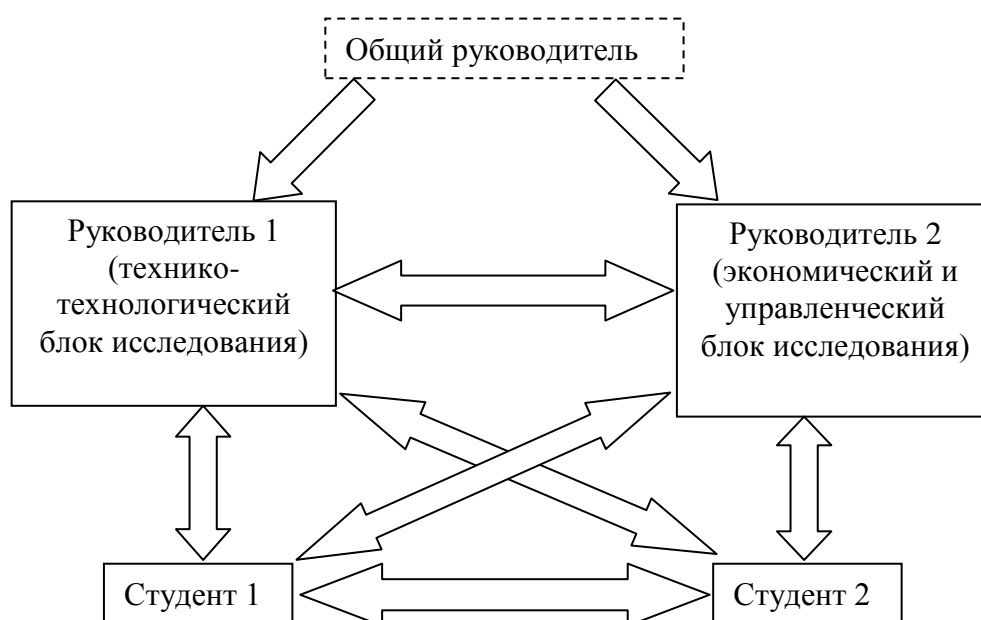 Общий руководитель
Руководитель 1
(технико-
технологический
блок исследования)
Руководитель 2
(экономический и
управленческий
блок исследования)
Студент 1
Студент 2